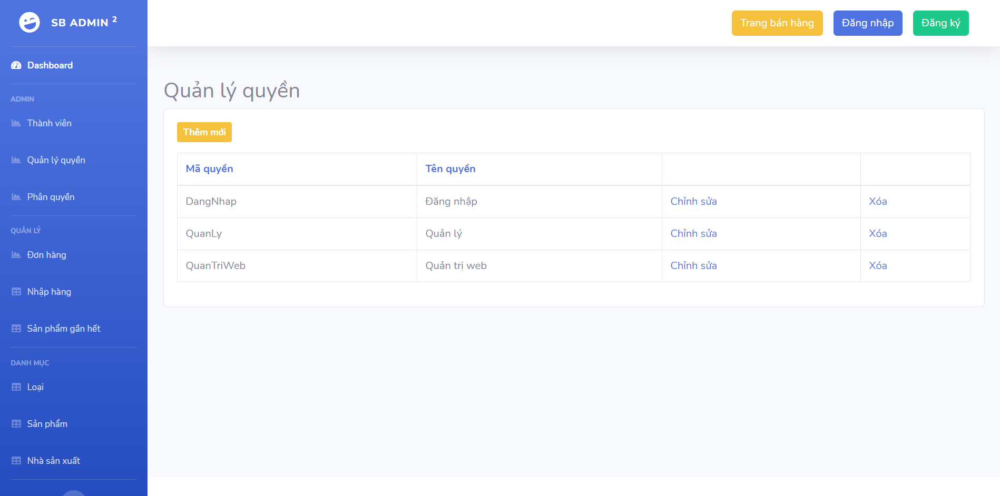 SB ADMIN 2
Trang bán hàng Đăng nhập Đăng ký
Dashboard
ADMIN
Thành viên
Quản lý quyền
Phân quyền
QUẢN LÝ
Đơn hàng
Nhập hàng
Sản phẩm gần hết
DANH MỤC
Loại
Sản phẩm
Nhà sản xuất
Quản lý quyền
Thêm mới
Mã quyền Tên quyền
DangNhap Đăng nhập Chỉnh sửa Xóa
QuanLy Quản lý Chỉnh sửa Xóa
QuanTriWeb Quản trị web Chỉnh sửa Xóa